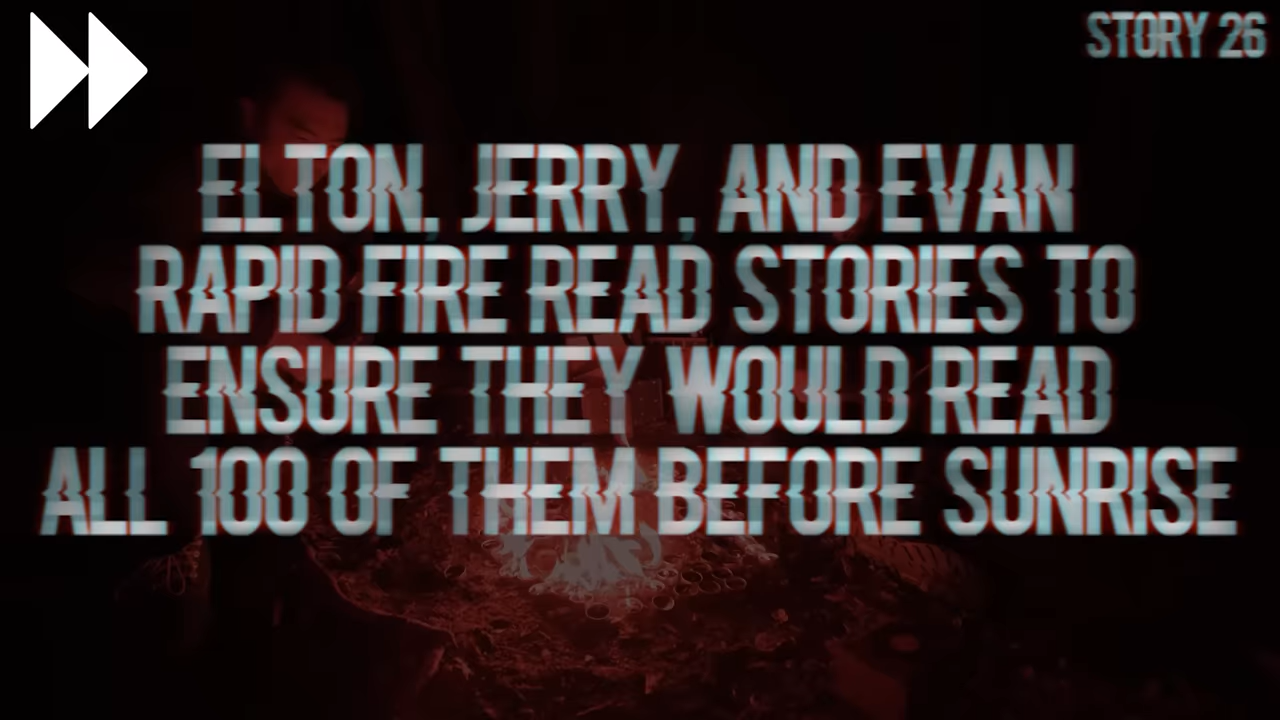 STORY 26
ELTON, JERRY, AND EVAN
RAPID FIRE READ STORIES TO
ENSURE THEY WOULD READ
ALL 100 OF THEM BEFORE SUNRISE